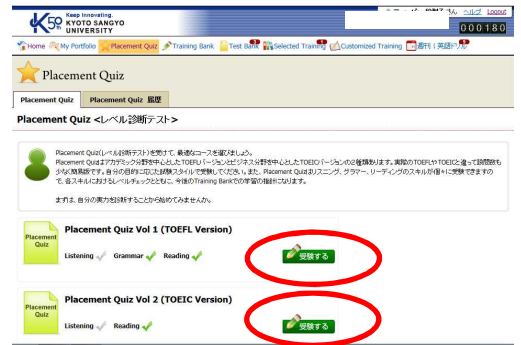 Keep Innovating.
KYOTO SANGYO
UNIVERSITY
ヘルプ Logout
000180
Home My Portfolio Placement Quiz Training Bank Test Bank Selected Training Customized Training 週刊!英語ドリル
Placement Quiz
Placement Quiz Placement Quiz 履歴
Placement Quiz <レベル診断テスト>
Placement Quiz(レベル診断テスト)を受けて、最適なコースを選びましょう。
Placement Quizはアカデミック分野を中心としたTOEFLバージョンとビジネス分野を中心としたTOEICバージョンの2種類あります。実際のTOEFLやTOEICと違って設問数も
少なく簡易版です。自分の目的に応じた試験スタイルで受験してください。また、Placement Quizはリスニング、グラマー、リーディングのスキルが個々に受験できますの
で、各スキルにおけるレベルチェックとともに、今後のTraining Bankでの学習の指針になります。
まずは、自分の実力を診断することから始めてみませんか。
Placement
Quiz
Placement Quiz Vol 1 (TOEFL Version)
Listening Grammar Reading
受験する
Placement
Quiz
Placement Quiz Vol 2 (TOEIC Version)
Listening Reading
受験する